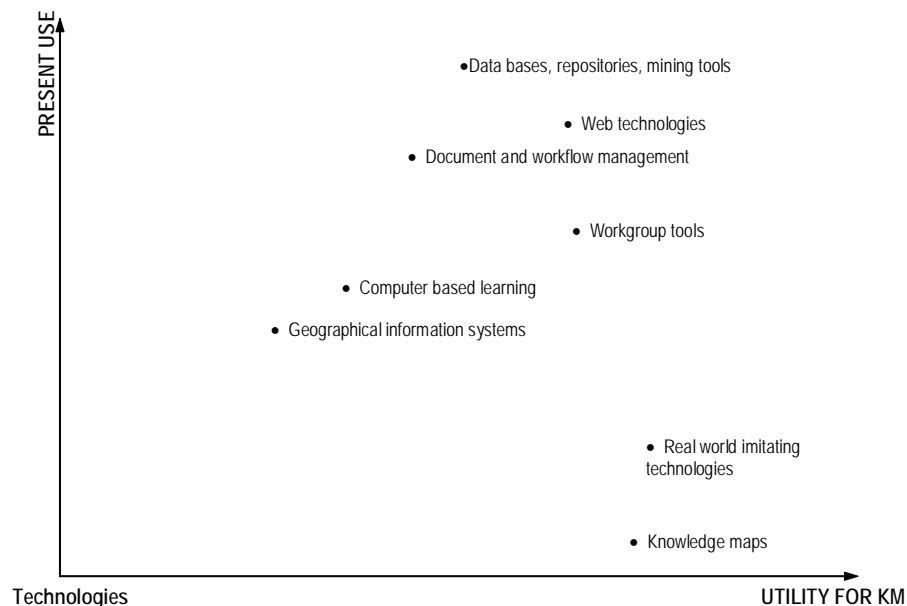 PRESENT USE
•Data bases, repositories, mining tools
• Web technologies
• Document and workflow management
• Workgroup tools
• Computer based learning
• Geographical information systems
• Real world imitating
technologies
• Knowledge maps
Technologies
UTILITY FOR KM